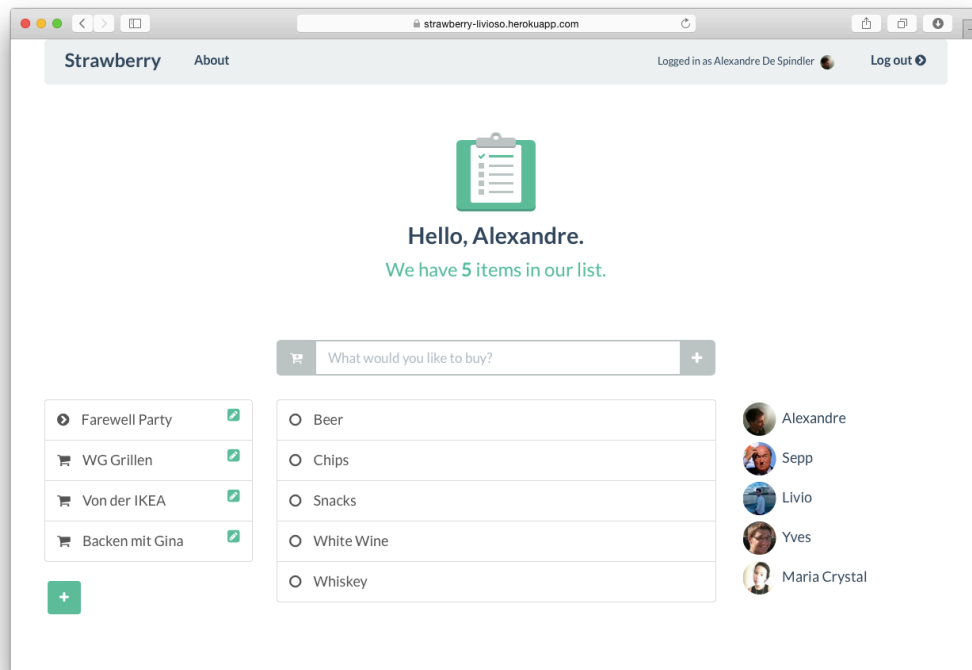 strawberry-livioso.herokuapp.com
Strawberry About Logged in as Alexandre De Spindler Log out
Hello, Alexandre.
We have 5 items in our list.
What would you like to buy?
Farewell Party
WG Grillen
Von der IKEA
Backen mit Gina
Beer
Chips
Snacks
White Wine
Whiskey
Alexandre
Sepp
Livio
Yves
Maria Crystal